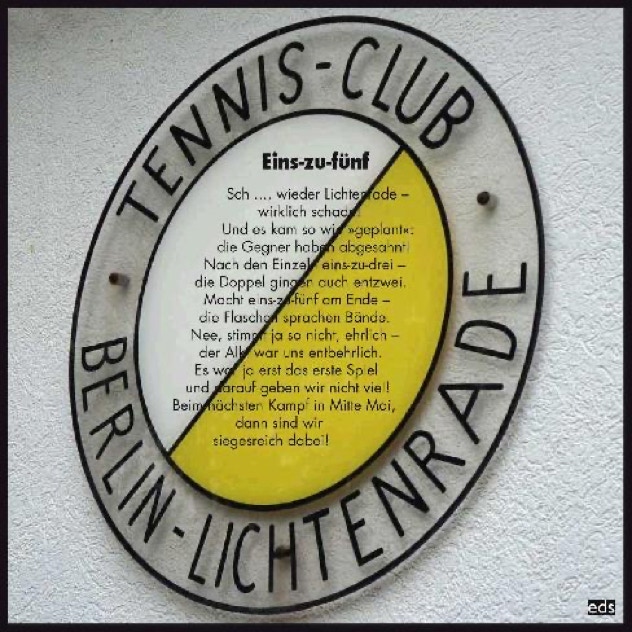 TENNIS-CLUB
Eins-zu-fünf
Sch .... wieder Lichtenrade –
wirklich schade!
Und es kam so wie »geplant«:
die Gegner haben abgesahnt!
Nach den Einzeln eins-zu-drei –
die Doppel gingen auch entzwei.
Macht eins-zu-fünf am Ende –
die Flaschen sprachen Bände.
Nee, stimmt ja so nicht, ehrlich –
der Alk war uns entbehrlich.
Es war ja erst das erste Spiel
und darauf geben wir nicht viel!
Beim nächsten Kampf in Mitte Mai,
dann sind wir
siegesreich dabei!
BERLIN-LICHTENRADE
eds